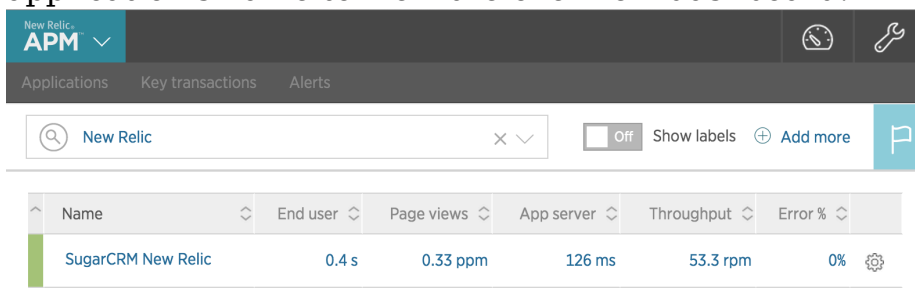 New Relic.
APM™
Applications Key transactions Alerts
New Relic
Off Show labels Add more
Name End user Page views App server Throughput Error %
SugarCRM New Relic 0.4 s 0.33 ppm 126 ms 53.3 rpm 0%